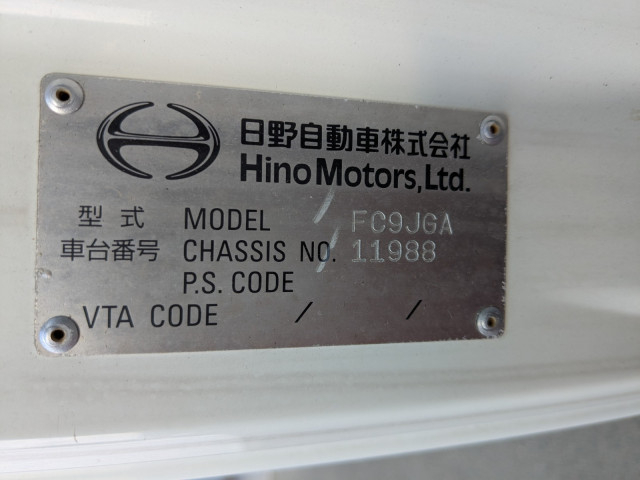 日野自動車株式会社
Hino Motors, Ltd.
型式 MODEL FC9JGA
車台番号 CHASSIS NO. 11988
P.S. CODE
VTA CODE / /